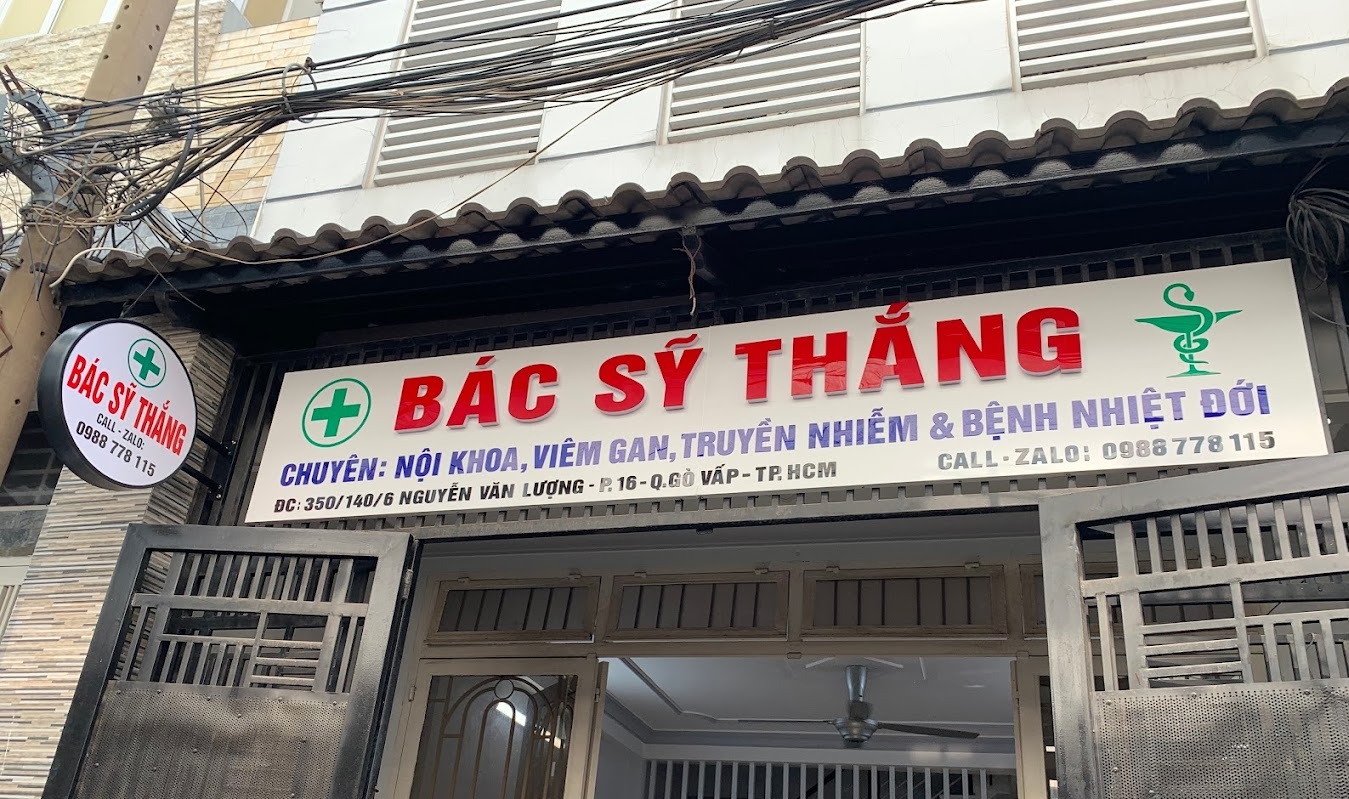 BÁC SỸ THẮNG
CALL - ZALO:
0988 778 115
BÁC SỸ THẮNG
CHUYÊN: NỘI KHOA, VIÊM GAN, TRUYỀN NHIỄM & BỆNH NHIỆT ĐỚI
ĐC: 350/140/6 NGUYỄN VĂN LƯỢNG - P. 16 - Q.GÒ VẤP - TP.HCM
CALL - ZALO: 0988 778 115